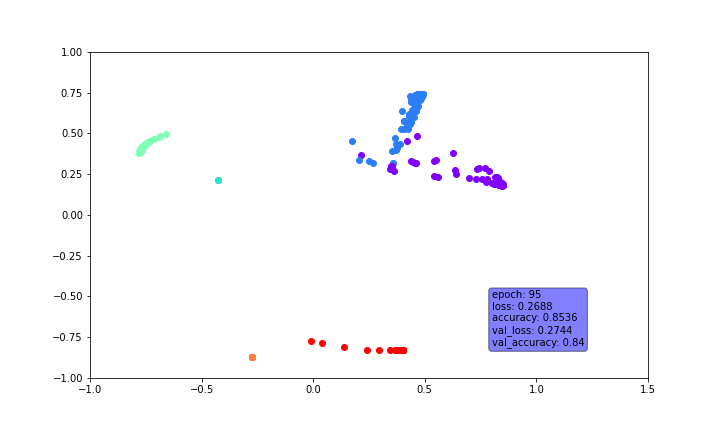 1.00
0.75
0.50
0.25
0.00
−0.25
−0.50
−0.75
−1.00
epoch: 95
loss: 0.2688
accuracy: 0.8536
val_loss: 0.2744
val_accuracy: 0.84
−1.0 −0.5 0.0 0.5 1.0 1.5